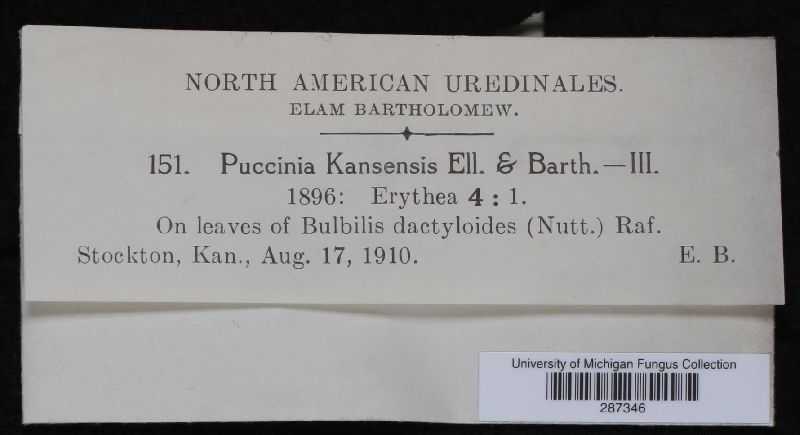 NORTH AMERICAN UREDINALES.
ELAM BARTHOLOMEW.
151. Puccinia Kansensis Ell. & Barth.—III.
1896: Erythea 4 : 1.
On leaves of Bulbilis dactyloides (Nutt.) Raf.
Stockton, Kan., Aug. 17, 1910. E. B.
University of Michigan Fungus Collection
287346